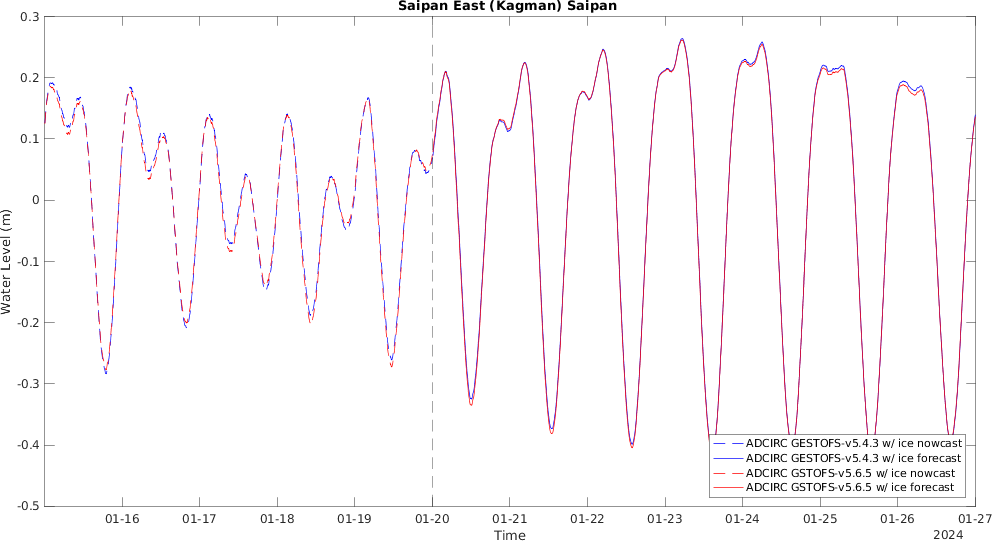 Saipan East (Kagman) Saipan
0.3
0.2
0.1
0
-0.1
-0.2
-0.3
-0.4
-0.5
Water Level (m)
ADCIRC GESTOFS-v5.4.3 w/ ice nowcast
ADCIRC GESTOFS-v5.4.3 w/ ice forecast
ADCIRC GSTOFS-v5.6.5 w/ ice nowcast
ADCIRC GSTOFS-v5.6.5 w/ ice forecast
01-16 01-17 01-18 01-19 01-20 01-21 01-22 01-23 01-24 01-25 01-26 01-27
Time
2024